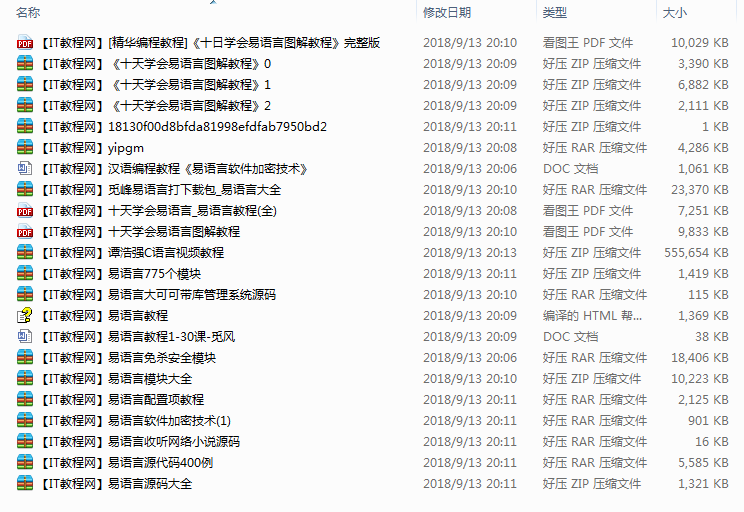 名称 修改日期 类型 大小
【IT教程网】[精华编程教程]《十日学会易语言图解教程》完整版 2018/9/13 20:10 看图王 PDF 文件 10,029 KB
【IT教程网】《十天学会易语言图解教程》0 2018/9/13 20:09 好压 ZIP 压缩文件 3,390 KB
【IT教程网】《十天学会易语言图解教程》1 2018/9/13 20:09 好压 ZIP 压缩文件 6,882 KB
【IT教程网】《十天学会易语言图解教程》2 2018/9/13 20:09 好压 ZIP 压缩文件 2,111 KB
【IT教程网】18130f00d8bfda81998efdfab7950bd2 2018/9/13 20:11 好压 ZIP 压缩文件 1 KB
【IT教程网】yipgm 2018/9/13 20:08 好压 RAR 压缩文件 4,286 KB
【IT教程网】汉语编程教程《易语言软件加密技术》 2018/9/13 20:06 DOC 文档 1,061 KB
【IT教程网】觅峰易语言打下载包_易语言大全 2018/9/13 20:10 好压 RAR 压缩文件 23,370 KB
【IT教程网】十天学会易语言_易语言教程(全) 2018/9/13 20:08 看图王 PDF 文件 7,251 KB
【IT教程网】十天学会易语言图解教程 2018/9/13 20:10 看图王 PDF 文件 9,833 KB
【IT教程网】谭浩强C语言视频教程 2018/9/13 20:13 好压 ZIP 压缩文件 555,654 KB
【IT教程网】易语言775个模块 2018/9/13 20:11 好压 ZIP 压缩文件 1,419 KB
【IT教程网】易语言大可可带库管理系统源码 2018/9/13 20:10 好压 RAR 压缩文件 115 KB
【IT教程网】易语言教程 2018/9/13 20:09 编译的 HTML 帮... 1,369 KB
【IT教程网】易语言教程1-30课-觅风 2018/9/13 20:09 DOC 文档 38 KB
【IT教程网】易语言免杀安全模块 2018/9/13 20:06 好压 RAR 压缩文件 18,406 KB
【IT教程网】易语言模块大全 2018/9/13 20:10 好压 ZIP 压缩文件 10,223 KB
【IT教程网】易语言配置项教程 2018/9/13 20:11 好压 RAR 压缩文件 2,125 KB
【IT教程网】易语言软件加密技术(1) 2018/9/13 20:11 好压 RAR 压缩文件 901 KB
【IT教程网】易语言收听网络小说源码 2018/9/13 20:11 好压 RAR 压缩文件 16 KB
【IT教程网】易语言源代码400例 2018/9/13 20:11 好压 RAR 压缩文件 5,585 KB
【IT教程网】易语言源码大全 2018/9/13 20:11 好压 ZIP 压缩文件 1,321 KB